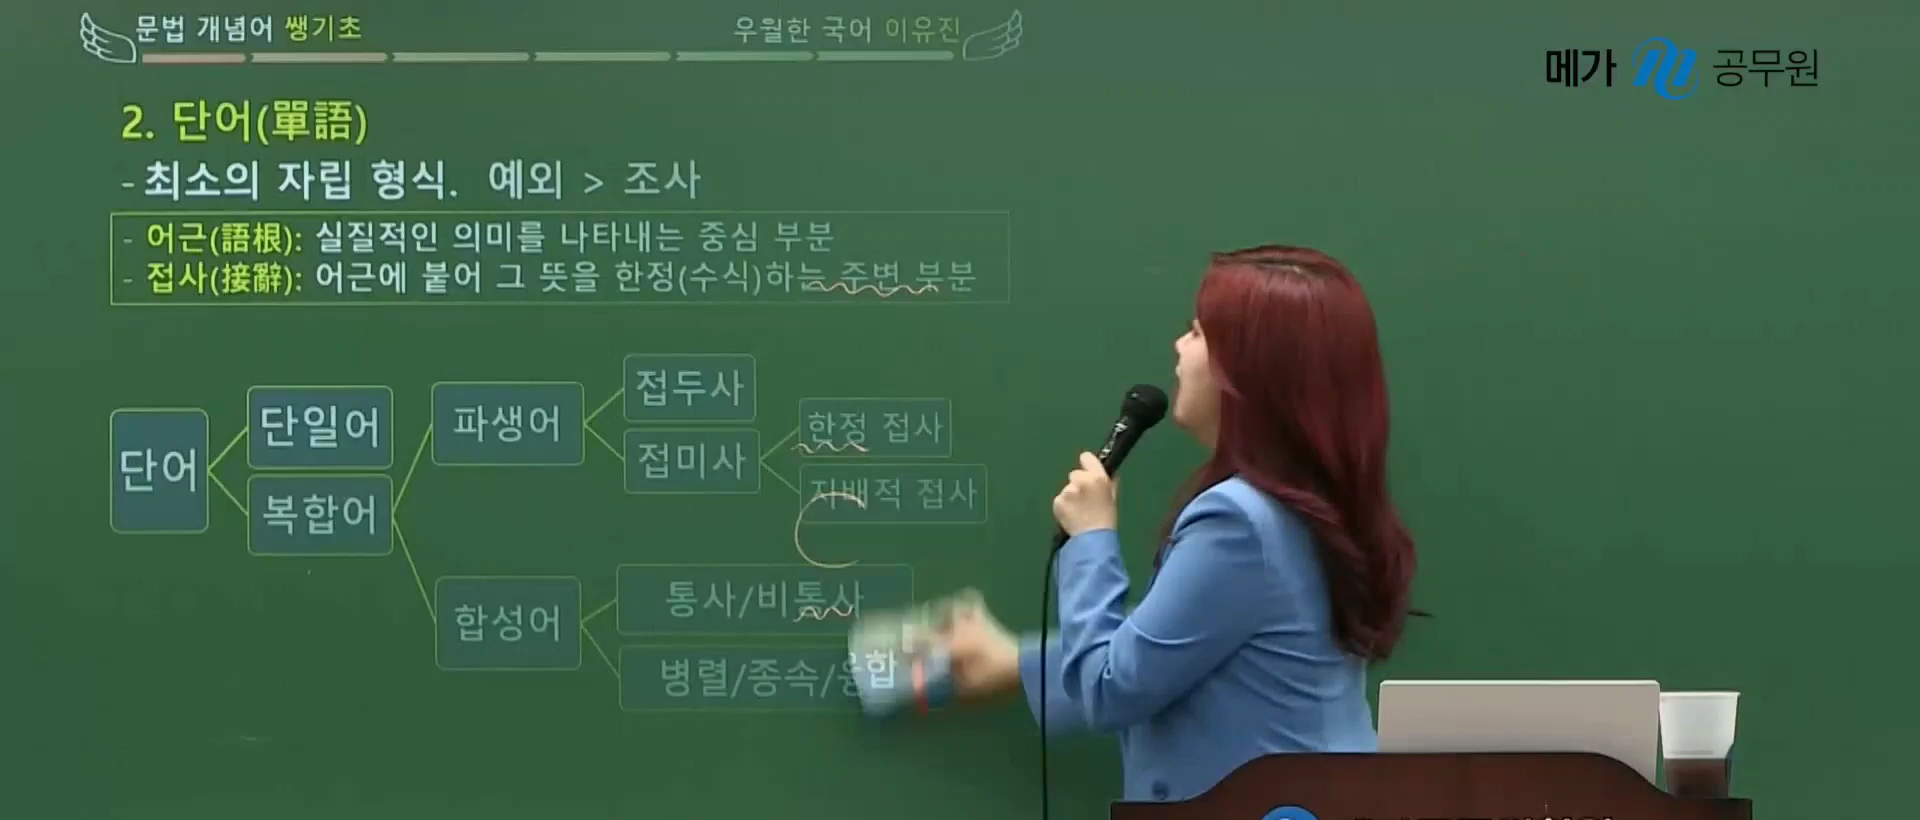 문법 개념어 쌩기초
우월한 국어 이유진
메가 공무원
2. 단어(單語)
- 최소의 자립 형식. 예외 > 조사
- 어근(語根): 실질적인 의미를 나타내는 중심 부분
- 접사(接辭): 어근에 붙어 그 뜻을 한정(수식)하는 주변 부분
단어
단일어
복합어
파생어
합성어
접두사
접미사
한정 접사
지배적 접사
통사/비통사
병렬/종속/융합